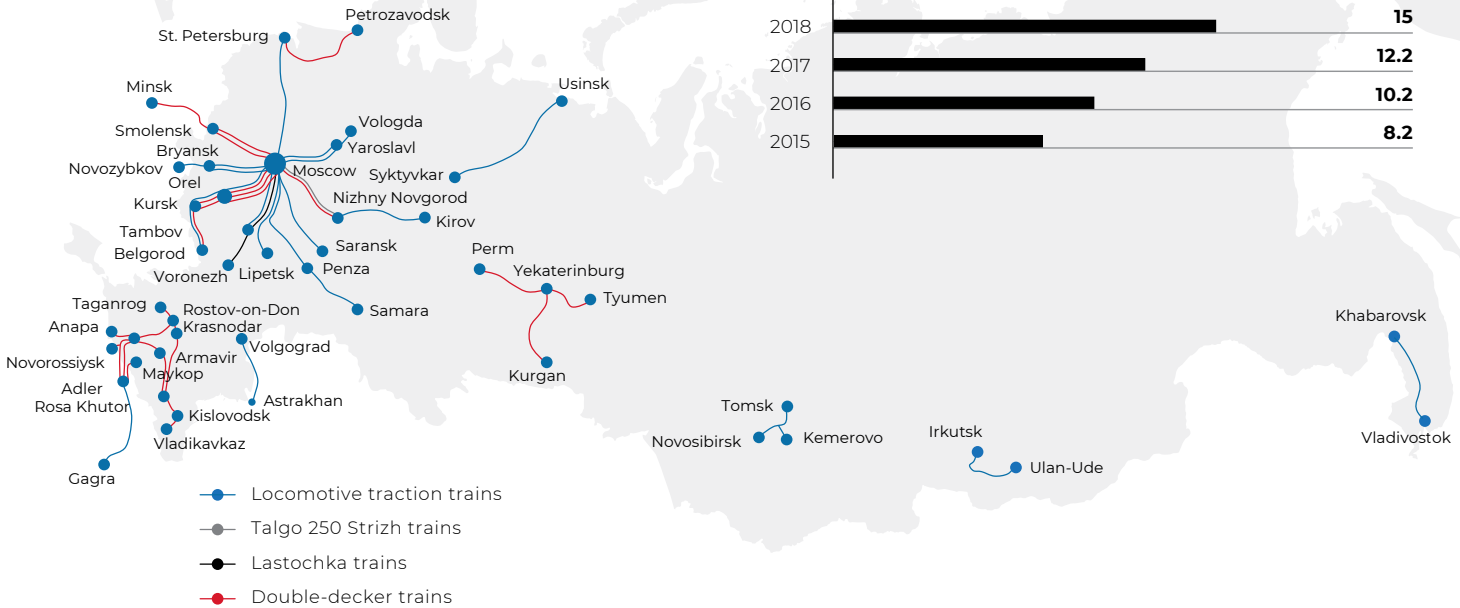 Petrozavodsk
St. Petersburg
Minsk
Usinsk
Smolensk
Vologda
Bryansk
Yaroslavl
Novozybkov
Moscow
Syktyvkar
Orel
Kursk
Nizhny Novgorod
Kirov
Tambov
Belgorod
Saransk
Perm
Voronezh
Lipetsk
Penza
Yekaterinburg
Tyumen
Taganrog
Rostov-on-Don
Samara
Anapa
Krasnodar
Volgograd
Novorossiysk
Armavir
Maykop
Kurgan
Adler
Rosa Khutor
Astrakhan
Kislovodsk
Vladikavkaz
Gagra
Tomsk
Novosibirsk
Kemerovo
Irkutsk
Ulan-Ude
Khabarovsk
Vladivostok
2018 15
2017 12.2
2016 10.2
2015 8.2
Locomotive traction trains
Talgo 250 Strizh trains
Lastochka trains
Double-decker trains